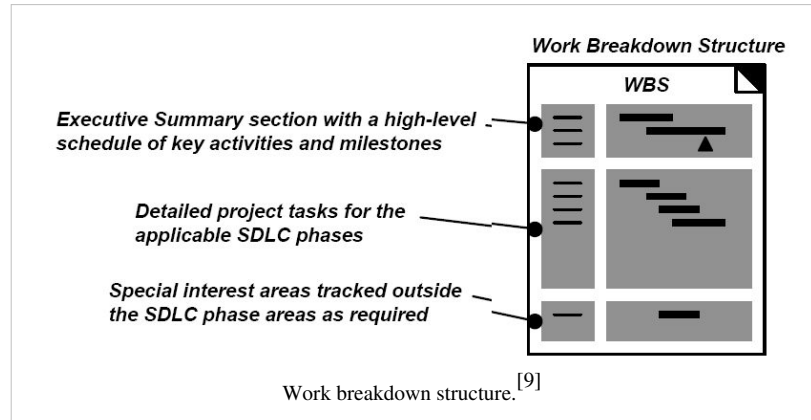 Work Breakdown Structure
WBS
Executive Summary section with a high-level
schedule of key activities and milestones
Detailed project tasks for the
applicable SDLC phases
Special interest areas tracked outside
the SDLC phase areas as required
Work breakdown structure.[9]